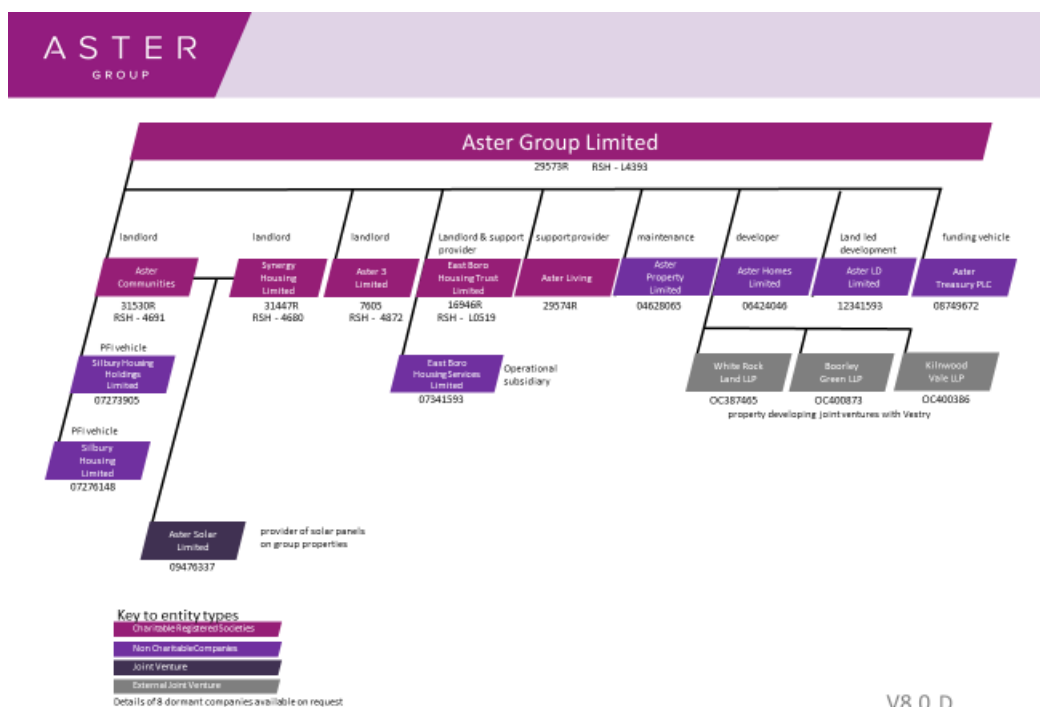 ASTER
GROUP
Aster Group Limited
29573R RSH - L4393
landlord
landlord
landlord
Landlord & support
provider
support provider
maintenance
developer
Land led
development
funding vehicle
Aster
Communities
31530R
RSH - 4691
Synergy
Housing
Limited
31447R
RSH - 4680
Aster 3
Limited
7605
RSH - 4872
East Boro
Housing Trust
Limited
16946R
RSH - L0519
Aster Living
29574R
Aster
Property
Limited
04628065
Aster Homes
Limited
06424046
Aster LD
Limited
12341593
Aster
Treasury PLC
08749672
PFI vehicle
Silbury Housing
Holdings
Limited
07273905
East Boro
Housing Services
Limited
07341593
Operational
subsidiary
White Rock
Land LLP
OC387465
Boorley
Green LLP
OC400873
Kilnwood
Vale LLP
OC400386
property developing joint ventures with Vestry
PFI vehicle
Silbury
Housing
Limited
07276148
Aster Solar
Limited
09476337
provider of solar panels
on group properties
Key to entity types
Charitable Registered Societies
Non Charitable Companies
Joint Venture
External Joint Venture
Details of 8 dormant companies available on request
V8.0 D